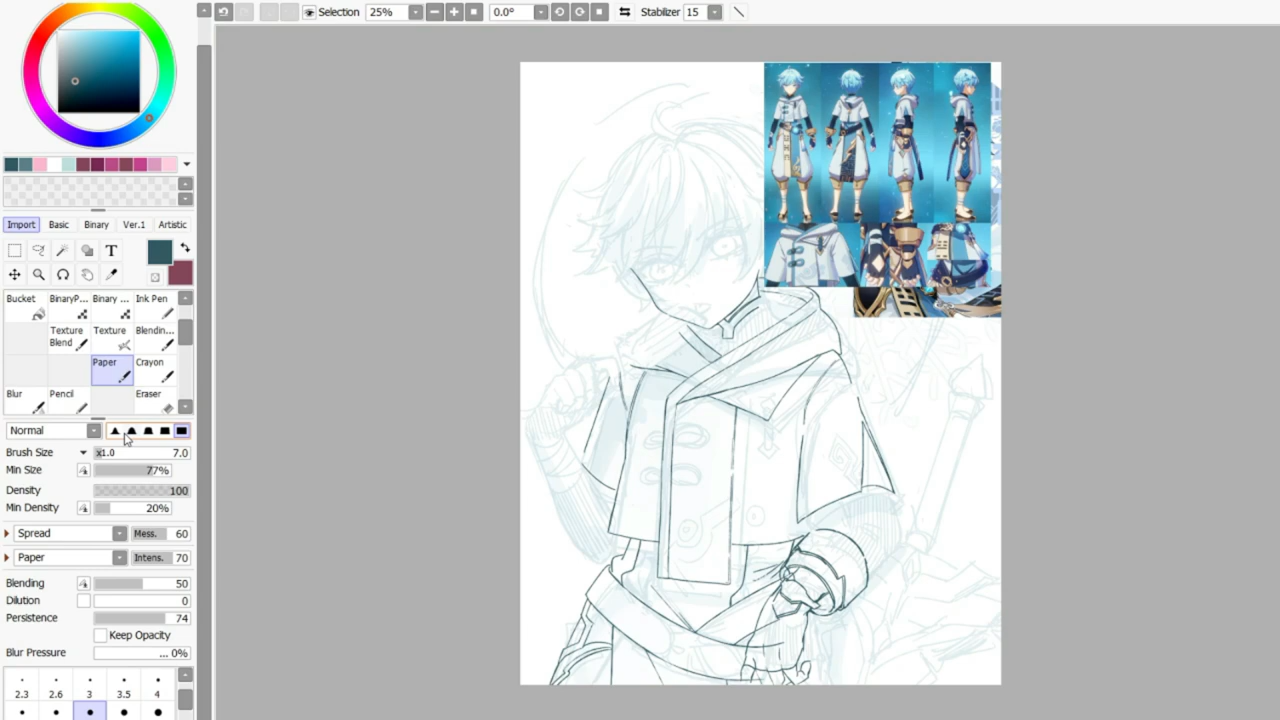 Selection 25% 0.0° Stabilizer 15
Import Basic Binary Ver.1 Artistic
T
Bucket BinaryP... Binary ... Ink Pen
Texture Blend Texture Blendin...
Paper Crayon
Blur Pencil Eraser
Normal
Brush Size x1.0 7.0
Min Size 77%
Density 100
Min Density 20%
Spread Mess. 60
Paper Intens. 70
Blending 50
Dilution 0
Persistence 74
Keep Opacity
Blur Pressure ... 0%
2.3 2.6 3 3.5 4